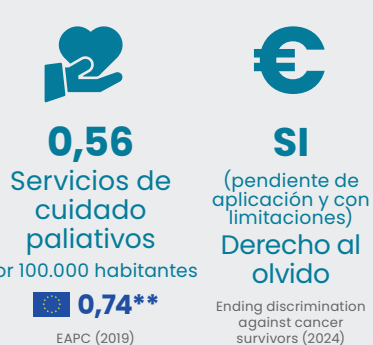 0,56
Servicios de
cuidado
paliativos
or 100.000 habitantes
0,74**
EAPC (2019)
SI
(pendiente de
aplicación y con
limitaciones)
Derecho al
olvido
Ending discrimination
against cancer
survivors (2024)